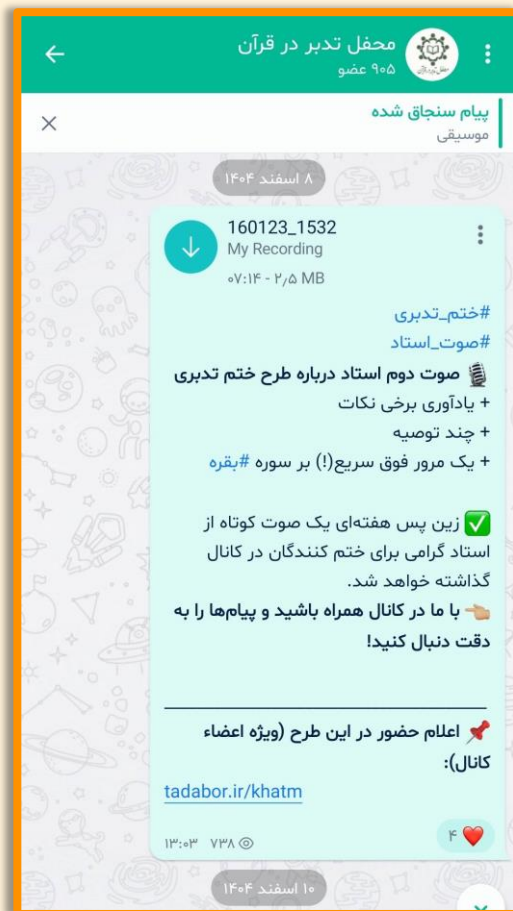 محفل تدبر در قرآن
۹۰۵ عضو
پیام سنجاق شده
موسیقی
۸ اسفند ۱۴۰۴
160123_1532
My Recording
۰۷:۱۴ - ۲٫۵ MB
#ختم_تدبری
#صوت_استاد
🎙 صوت دوم استاد درباره طرح ختم تدبری
+ یادآوری برخی نکات
+ چند توصیه
+ یک مرور فوق سریع(!) بر سوره #بقره
✅ زین پس هفته‌ای یک صوت کوتاه از
استاد گرامی برای ختم کنندگان در کانال
گذاشته خواهد شد.
👈🏼 با ما در کانال همراه باشید و پیام‌ها را به
دقت دنبال کنید!
📌 اعلام حضور در این طرح (ویژه اعضاء
کانال):
tadabor.ir/khatm
۴ ❤️
۷۳۸ ۱۳:۰۳
۱۰ اسفند ۱۴۰۴